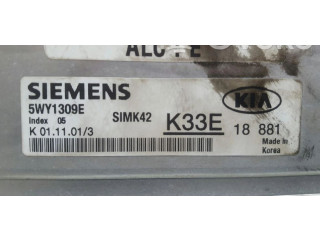 SIEMENS
5WY1309E
Index 05
SIMK42
K33E
K 01.11.01/3
KIA
18 881
Made in
Korea